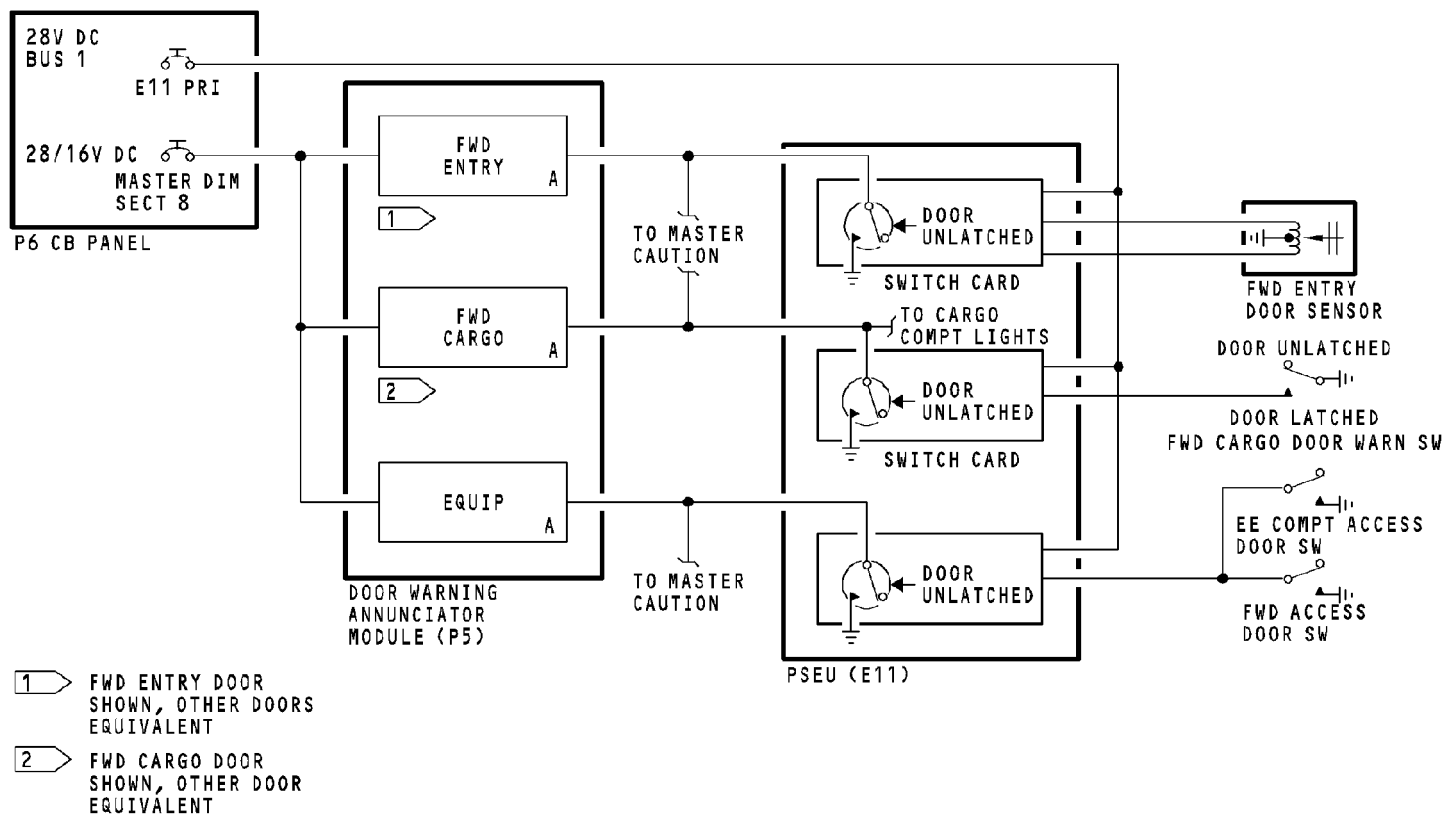 28V DC
BUS 1
E11 PRI
28/16V DC
MASTER DIM
SECT 8
P6 CB PANEL
FWD
ENTRY
A
1
FWD
CARGO
A
2
EQUIP
A
DOOR WARNING
ANNUNCIATOR
MODULE (P5)
TO MASTER
CAUTION
TO MASTER
CAUTION
DOOR
UNLATCHED
SWITCH CARD
TO CARGO
COMPT LIGHTS
DOOR
UNLATCHED
SWITCH CARD
DOOR
UNLATCHED
PSEU (E11)
FWD ENTRY
DOOR SENSOR
DOOR UNLATCHED
DOOR LATCHED
FWD CARGO DOOR WARN SW
EE COMPT ACCESS
DOOR SW
FWD ACCESS
DOOR SW
1 FWD ENTRY DOOR
SHOWN, OTHER DOORS
EQUIVALENT
2 FWD CARGO DOOR
SHOWN, OTHER DOOR
EQUIVALENT